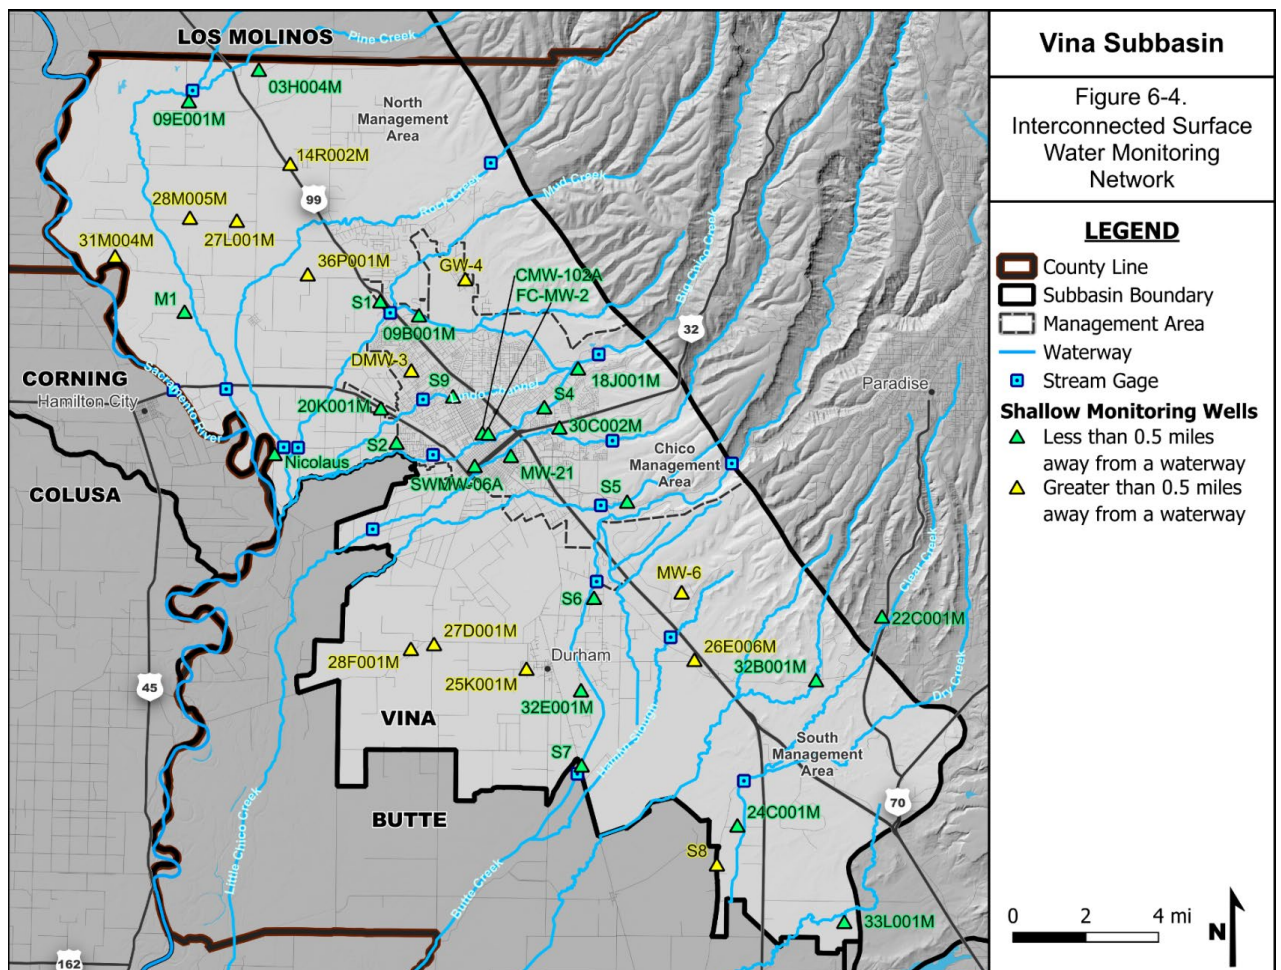 LOS MOLINOS
Pine Creek
03H004M
09E001M
North
Management
Area
14R002M
99
Rock Creek
Mud Creek
28M005M
27L001M
31M004M
36P001M
GW-4
CMW-102A
FC-MW-2
Big Chico Creek
M1
S1
09B001M
32
DMW-3
18J001M
CORNING
Hamilton City
Sacramento River
S9
Lindo Channel
S4
Paradise
20K001M
30C002M
S2
Nicolaus
MW-21
Chico
Management
Area
COLUSA
SWMW-06A
S5
Clear Creek
MW-6
S6
22C001M
27D001M
28F001M
26E006M
32B001M
Durham
25K001M
Dry Creek
45
32E001M
VINA
Hamlin Slough
South
Management
Area
S7
70
BUTTE
24C001M
Little Chico Creek
S8
Butte Creek
33L001M
162
Vina Subbasin
Figure 6-4.
Interconnected Surface
Water Monitoring
Network
LEGEND
County Line
Subbasin Boundary
Management Area
Waterway
Stream Gage
Shallow Monitoring Wells
Less than 0.5 miles
away from a waterway
Greater than 0.5 miles
away from a waterway
0 2 4 mi
N